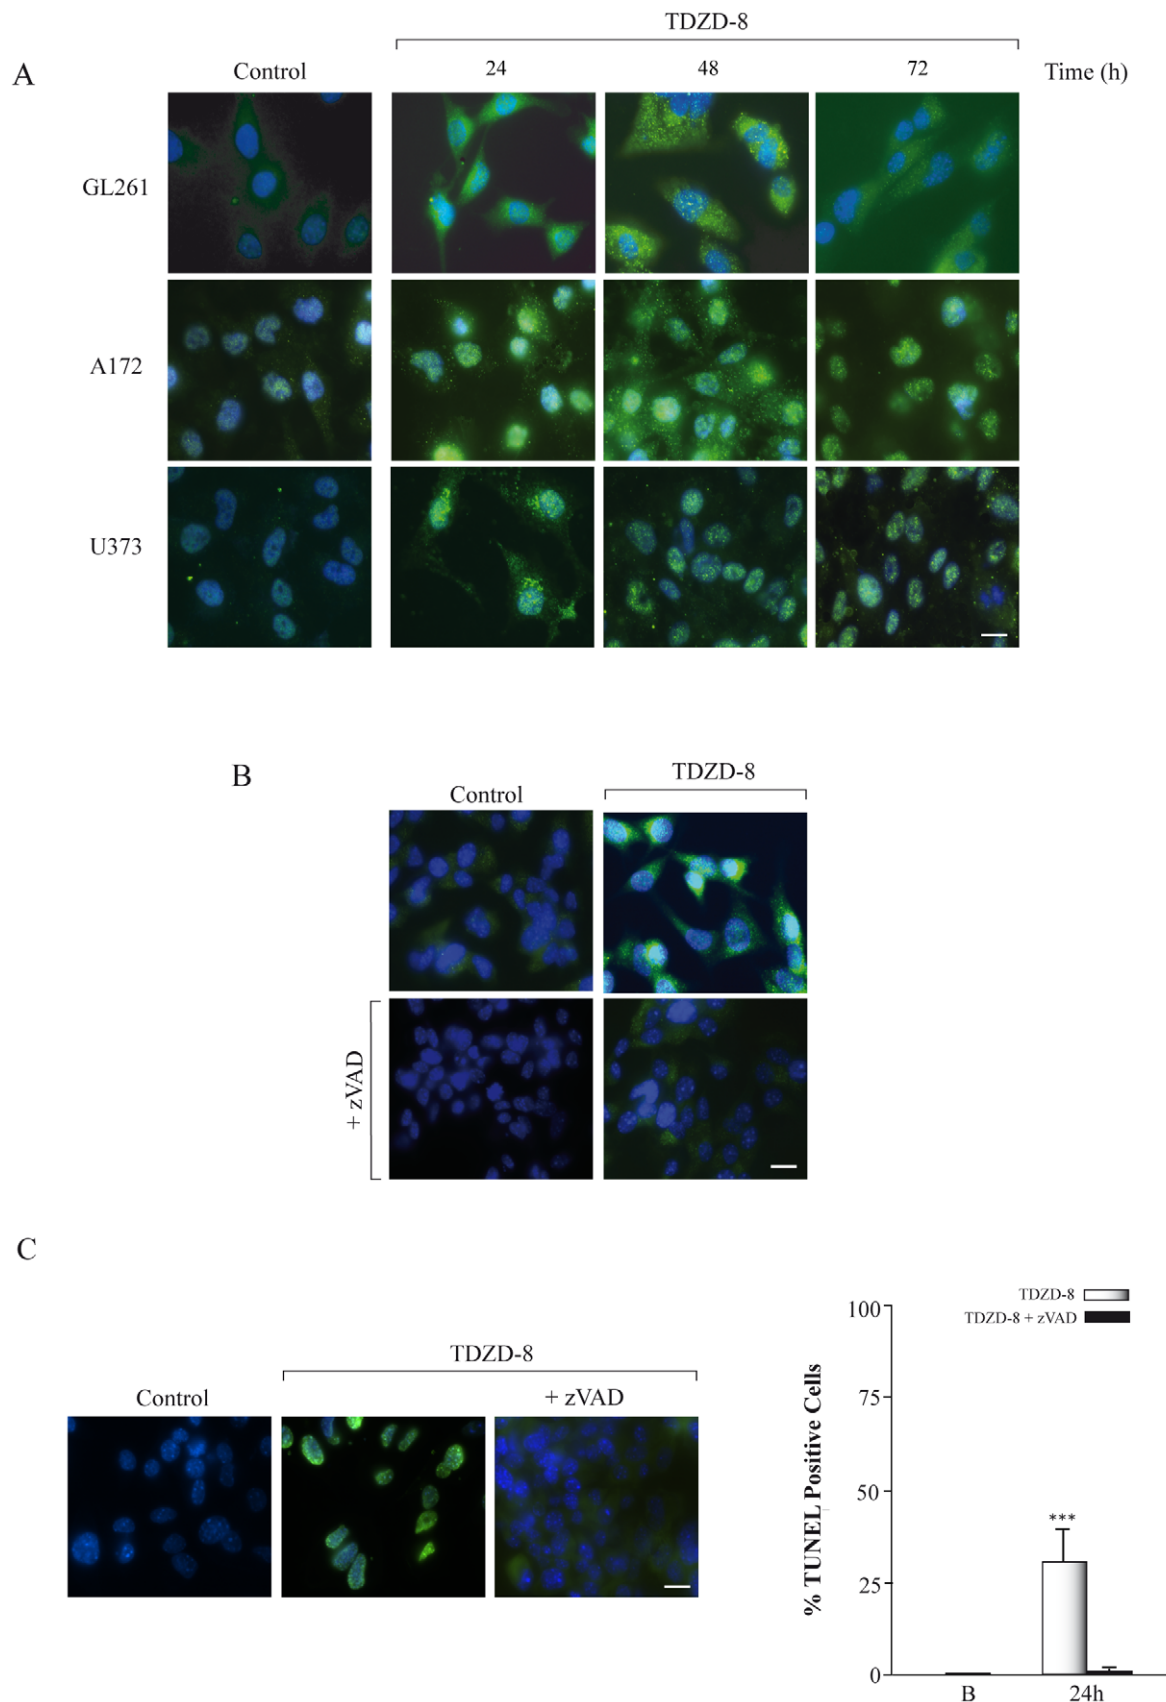 A
TDZD-8
Control 24 48 72 Time (h)
GL261
A172
U373
B
TDZD-8
Control
+ zVAD
C
TDZD-8
Control + zVAD
TDZD-8
TDZD-8 + zVAD
% TUNEL Positive Cells
100
75
50
25
0
***
B 24h